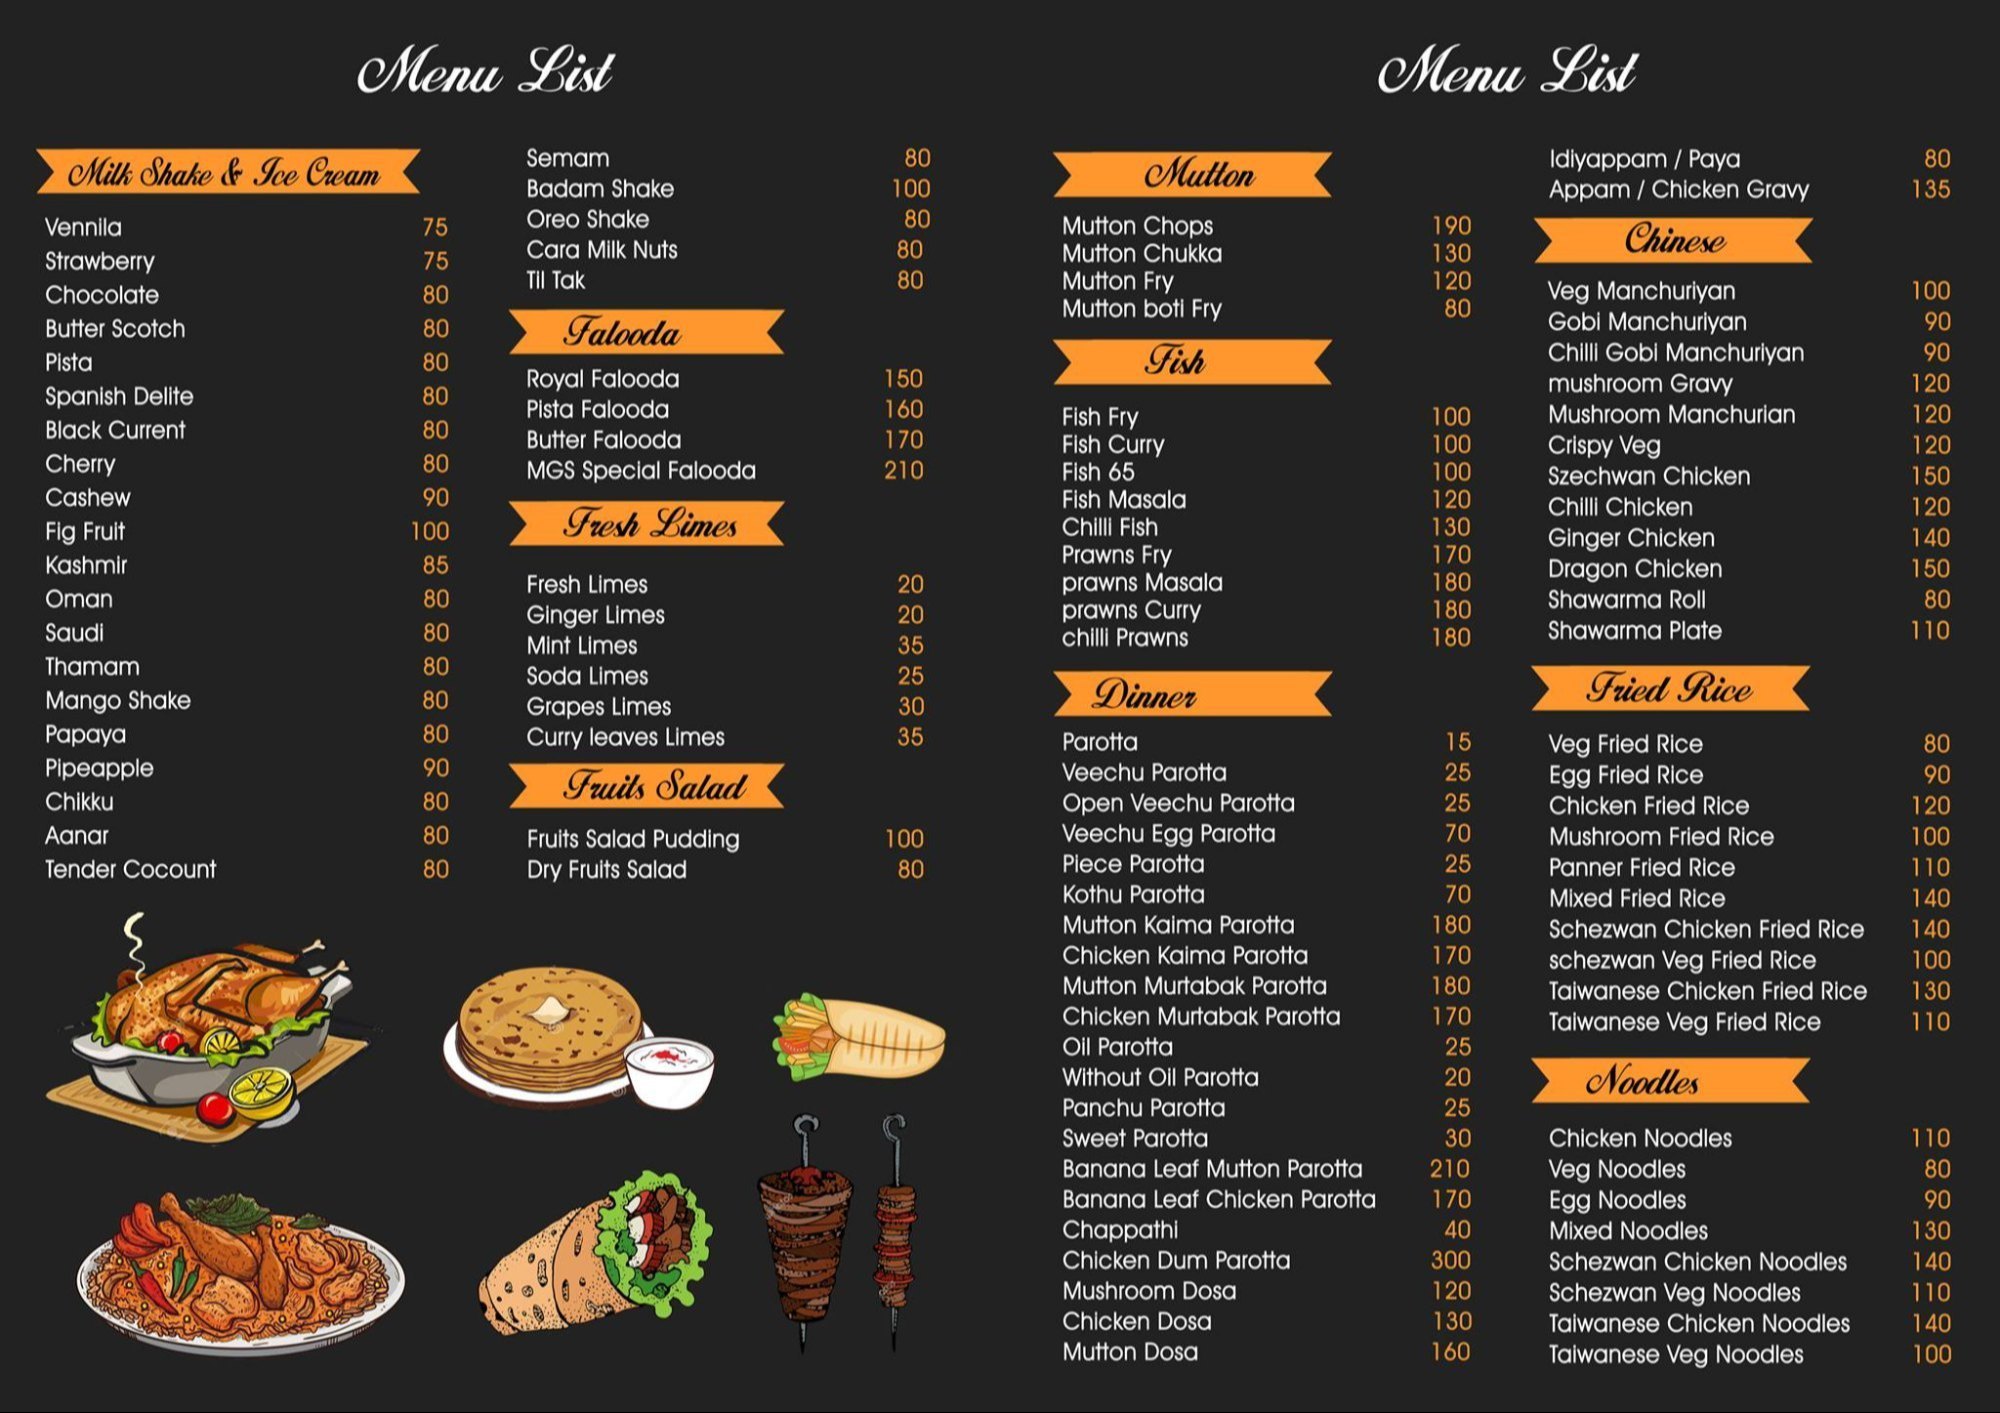 Menu List
Milk Shake & Ice Cream
Vennila 75
Strawberry 75
Chocolate 80
Butter Scotch 80
Pista 80
Spanish Delite 80
Black Current 80
Cherry 80
Cashew 90
Fig Fruit 100
Kashmir 85
Oman 80
Saudi 80
Thamam 80
Mango Shake 80
Papaya 80
Pipeapple 90
Chikku 80
Aanar 80
Tender Cocount 80
Semam 80
Badam Shake 100
Oreo Shake 80
Cara Milk Nuts 80
Til Tak 80
Falooda
Royal Falooda 150
Pista Falooda 160
Butter Falooda 170
MGS Special Falooda 210
Fresh Limes
Fresh Limes 20
Ginger Limes 20
Mint Limes 35
Soda Limes 25
Grapes Limes 30
Curry leaves Limes 35
Fruits Salad
Fruits Salad Pudding 100
Dry Fruits Salad 80
Menu List
Mutton
Mutton Chops 190
Mutton Chukka 130
Mutton Fry 120
Mutton boti Fry 80
Fish
Fish Fry 100
Fish Curry 100
Fish 65 100
Fish Masala 120
Chilli Fish 130
Prawns Fry 170
prawns Masala 180
prawns Curry 180
chilli Prawns 180
Dinner
Parotta 15
Veechu Parotta 25
Open Veechu Parotta 25
Veechu Egg Parotta 70
Piece Parotta 25
Kothu Parotta 70
Mutton Kaima Parotta 180
Chicken Kaima Parotta 170
Mutton Murtabak Parotta 180
Chicken Murtabak Parotta 170
Oil Parotta 25
Without Oil Parotta 20
Panchu Parotta 25
Sweet Parotta 30
Banana Leaf Mutton Parotta 210
Banana Leaf Chicken Parotta 170
Chappathi 40
Chicken Dum Parotta 300
Mushroom Dosa 120
Chicken Dosa 130
Mutton Dosa 160
Idiyappam / Paya 80
Appam / Chicken Gravy 135
Chinese
Veg Manchuriyan 100
Gobi Manchuriyan 90
Chilli Gobi Manchuriyan 90
mushroom Gravy 120
Mushroom Manchurian 120
Crispy Veg 120
Szechwan Chicken 150
Chilli Chicken 120
Ginger Chicken 140
Dragon Chicken 150
Shawarma Roll 80
Shawarma Plate 110
Fried Rice
Veg Fried Rice 80
Egg Fried Rice 90
Chicken Fried Rice 120
Mushroom Fried Rice 100
Panner Fried Rice 110
Mixed Fried Rice 140
Schezwan Chicken Fried RIce 140
schezwan Veg Fried Rice 100
Taiwanese Chicken Fried Rice 130
Taiwanese Veg Fried Rice 110
Noodles
Chicken Noodles 110
Veg Noodles 80
Egg Noodles 90
Mixed Noodles 130
Schezwan Chicken Noodles 140
Schezwan Veg Noodles 110
Taiwanese Chicken Noodles 140
Taiwanese Veg Noodles 100